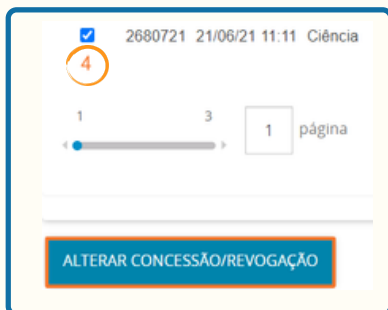 2680721 21/06/21 11:11 Ciência
4
1 3
1 página
ALTERAR CONCESSÃO/REVOGAÇÃO